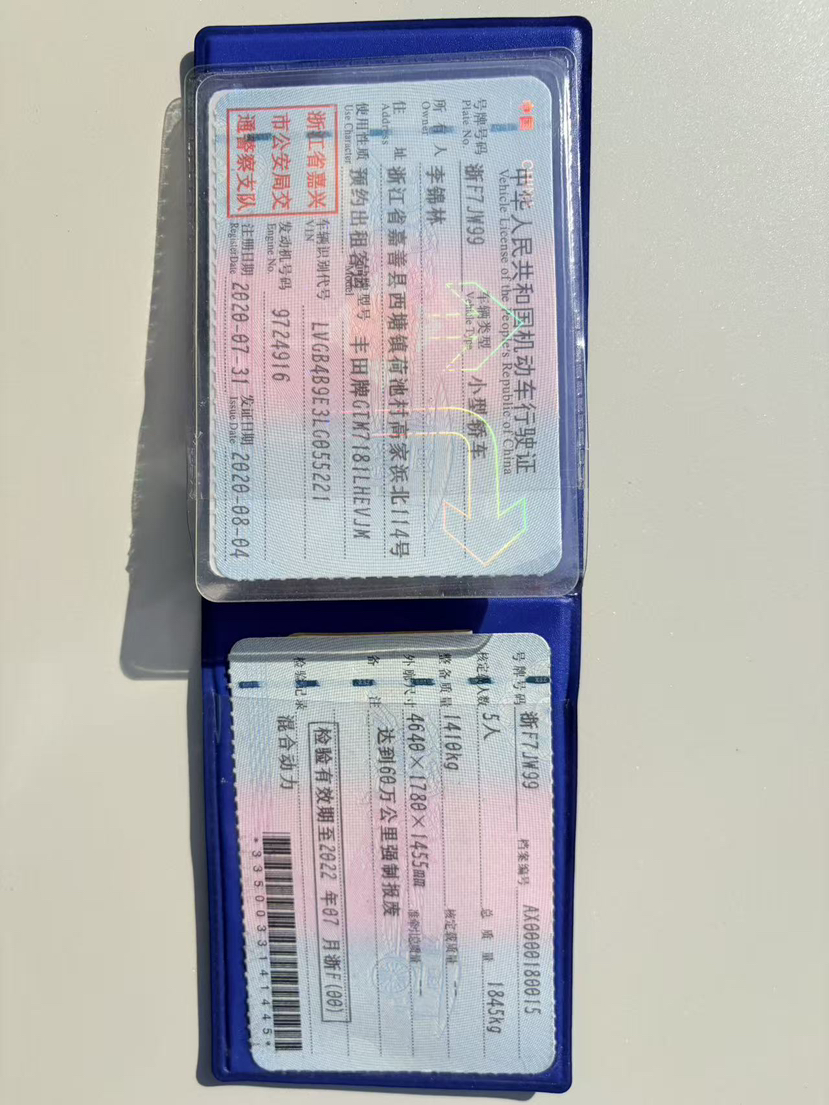 中华人民共和国机动车行驶证
Vehicle License of the People's Republic of China
号牌号码 浙F7JW99 车辆类型 小型轿车
Plate No. Vehicle Type
所有人 李锦林
Owner
住址 浙江省嘉善县西塘镇荷池村高家浜北114号
Address
使用性质 预约出租客运 品牌型号 丰田牌GTM7181LHEVJM
Use Character Model
浙江省嘉兴
市公安局交
通警察支队
车辆识别代号 LVGB4B9E3LG055221
VIN
发动机号码 9724916
Engine No.
注册日期 2020-07-31 发证日期 2020-08-04
Register Date Issue Date
号牌号码 浙F7JW99 档案编号 AX0000180015
核定载人数 5人 总质量 1845kg
整备质量 1410kg 核定载质量 --
外廓尺寸 4640×1780×1455mm 准牵引总质量 --
备注 达到60万公里强制报废
检验有效期至2022年07月浙F(00)
检验记录
混合动力
*3350033141445*